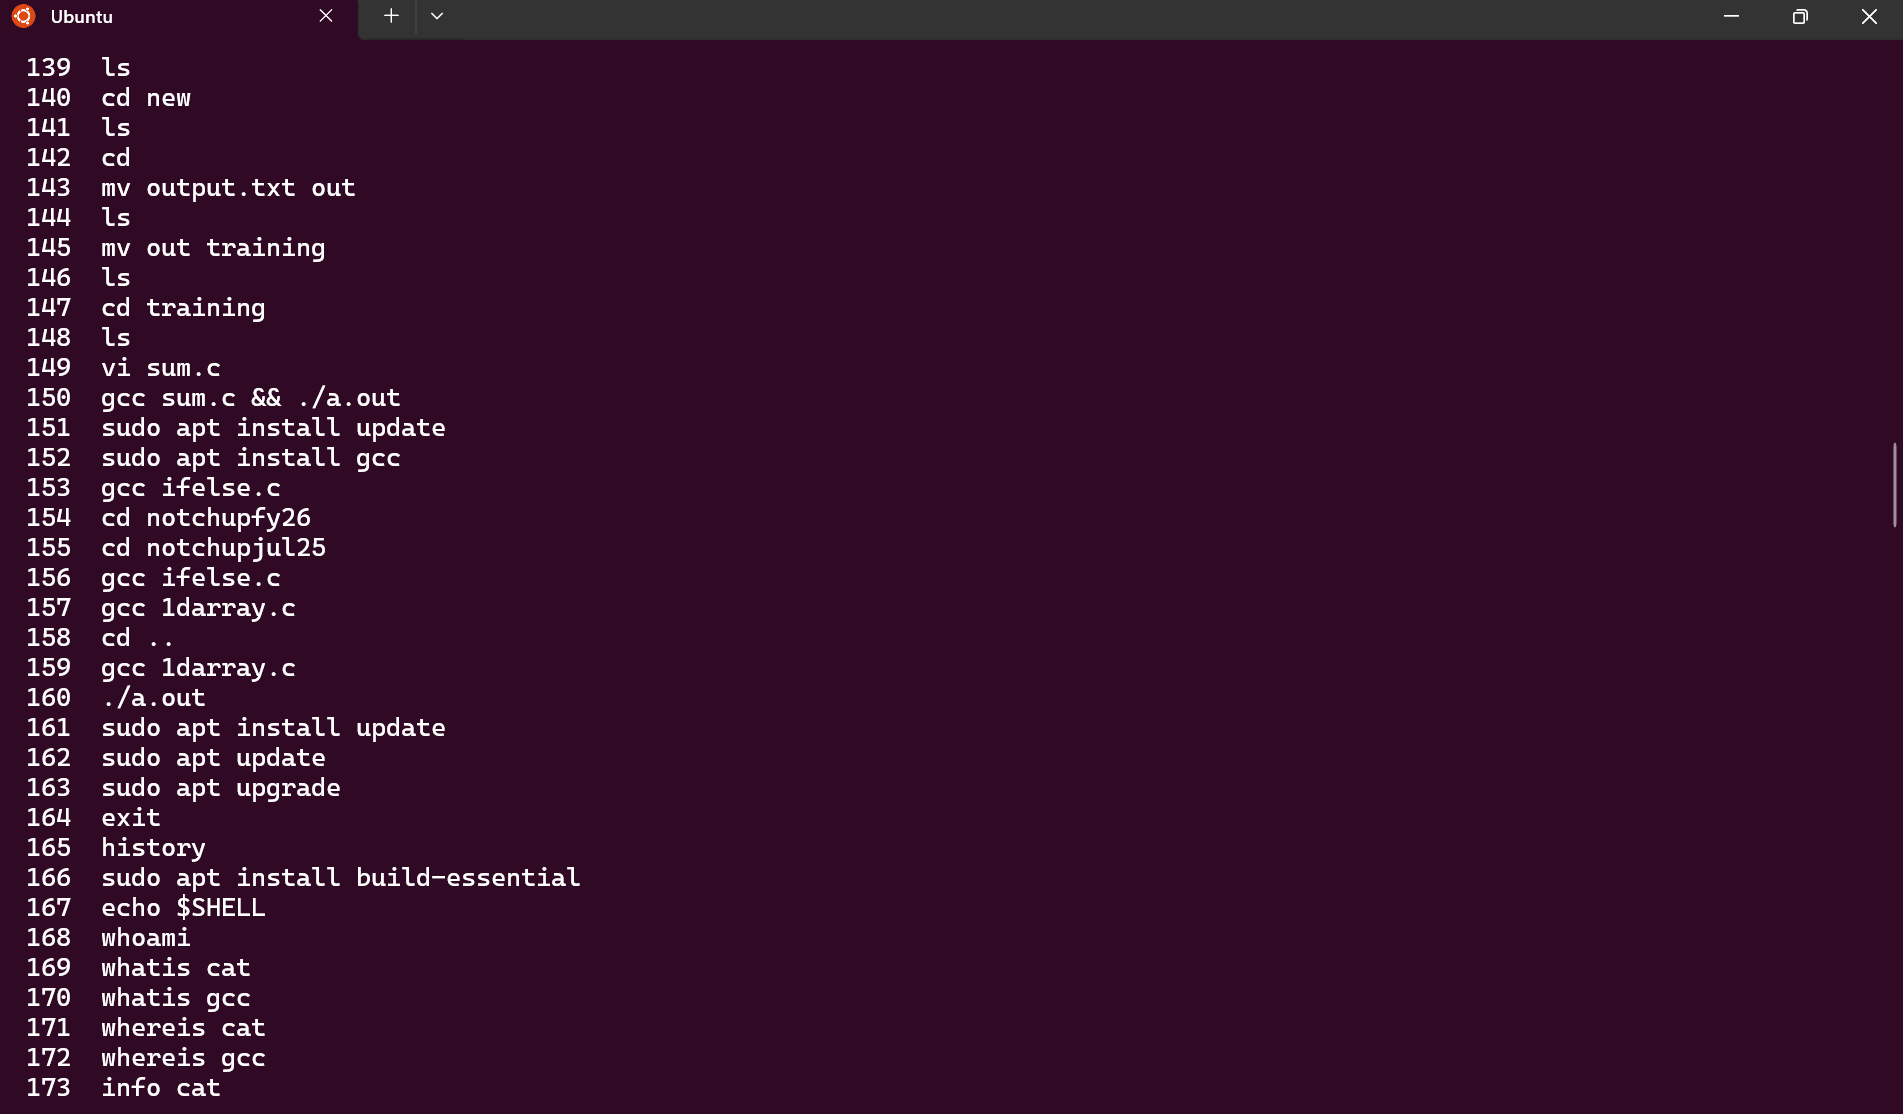 Ubuntu
139 ls
140 cd new
141 ls
142 cd
143 mv output.txt out
144 ls
145 mv out training
146 ls
147 cd training
148 ls
149 vi sum.c
150 gcc sum.c && ./a.out
151 sudo apt install update
152 sudo apt install gcc
153 gcc ifelse.c
154 cd notchupfy26
155 cd notchupjul25
156 gcc ifelse.c
157 gcc 1darray.c
158 cd ..
159 gcc 1darray.c
160 ./a.out
161 sudo apt install update
162 sudo apt update
163 sudo apt upgrade
164 exit
165 history
166 sudo apt install build-essential
167 echo $SHELL
168 whoami
169 whatis cat
170 whatis gcc
171 whereis cat
172 whereis gcc
173 info cat